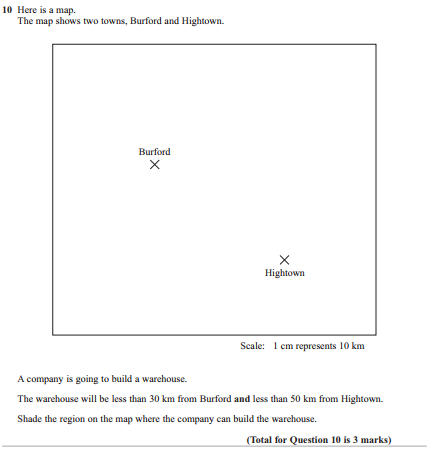 10 Here is a map.
The map shows two towns, Burford and Hightown.
Burford
Hightown
Scale: 1 cm represents 10 km
A company is going to build a warehouse.
The warehouse will be less than 30 km from Burford and less than 50 km from Hightown.
Shade the region on the map where the company can build the warehouse.
(Total for Question 10 is 3 marks)